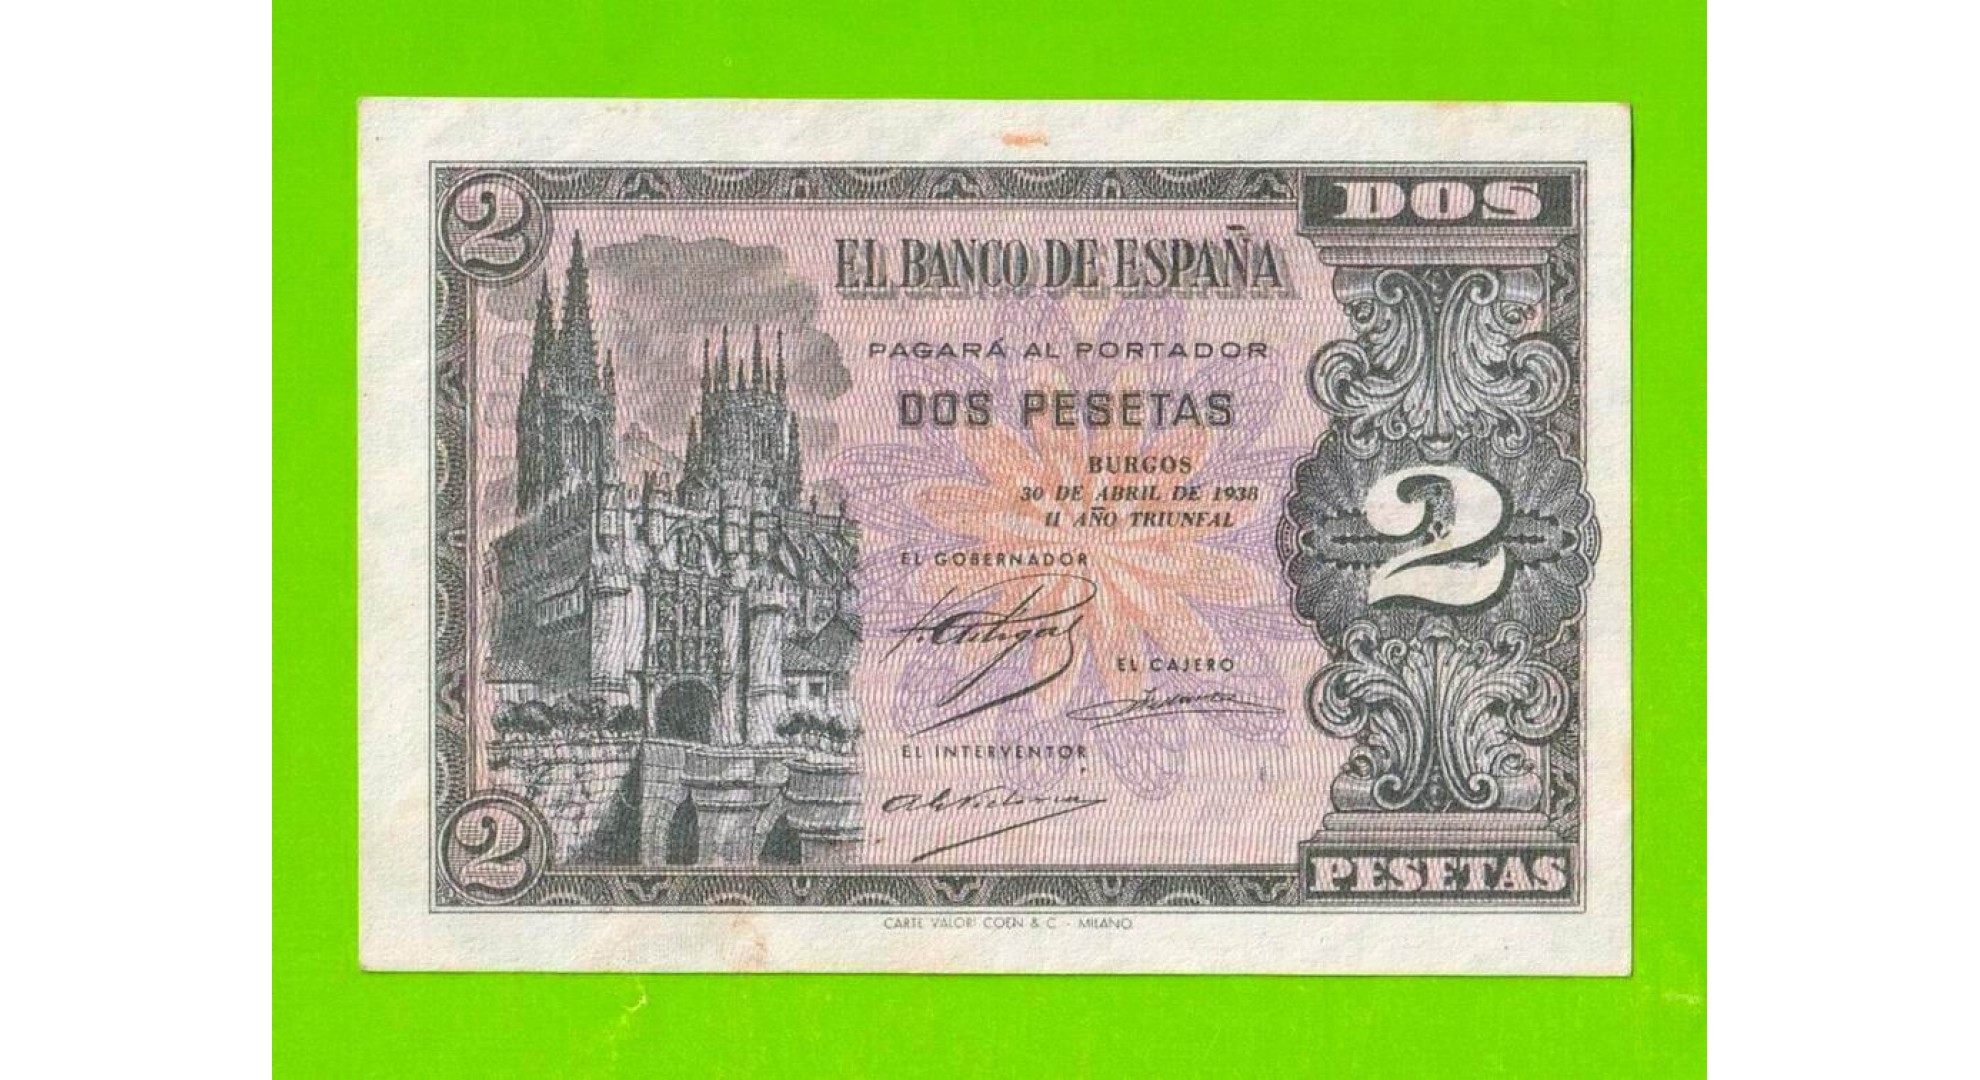 2
DOS
EL BANCO DE ESPAÑA
PAGARÁ AL PORTADOR
DOS PESETAS
BURGOS
30 DE ABRIL DE 1938
II AÑO TRIUNFAL
2
EL GOBERNADOR
EL CAJERO
EL INTERVENTOR
2
PESETAS
CARTE VALORI COEN & C. - MILANO